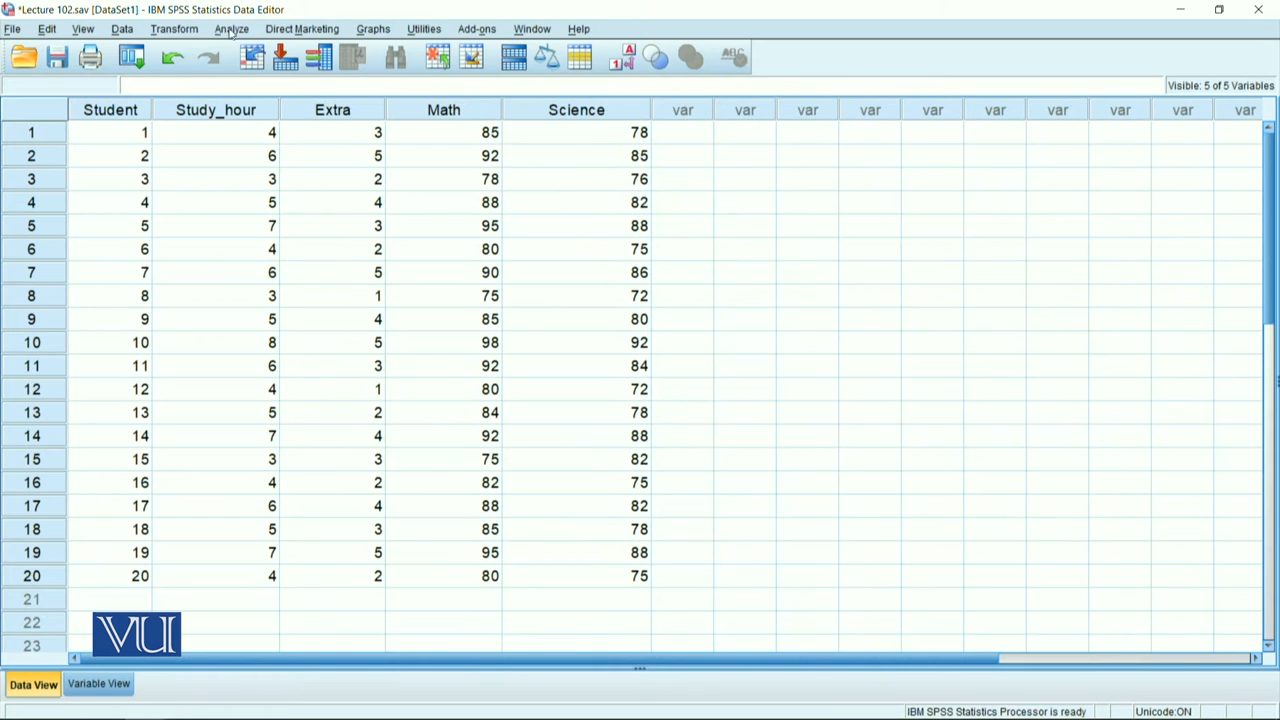 *Lecture 102.sav [DataSet1] - IBM SPSS Statistics Data Editor
File Edit View Data Transform Analyze Direct Marketing Graphs Utilities Add-ons Window Help
Visible: 5 of 5 Variables
Student Study_hour Extra Math Science var var var var var var var var var var
1 1 4 3 85 78
2 2 6 5 92 85
3 3 3 2 78 76
4 4 5 4 88 82
5 5 7 3 95 88
6 6 4 2 80 75
7 7 6 5 90 86
8 8 3 1 75 72
9 9 5 4 85 80
10 10 8 5 98 92
11 11 6 3 92 84
12 12 4 1 80 72
13 13 5 2 84 78
14 14 7 4 92 88
15 15 3 3 75 82
16 16 4 2 82 75
17 17 6 4 88 82
18 18 5 3 85 78
19 19 7 5 95 88
20 20 4 2 80 75
21
22
23
VU
Data View Variable View
IBM SPSS Statistics Processor is ready Unicode:ON